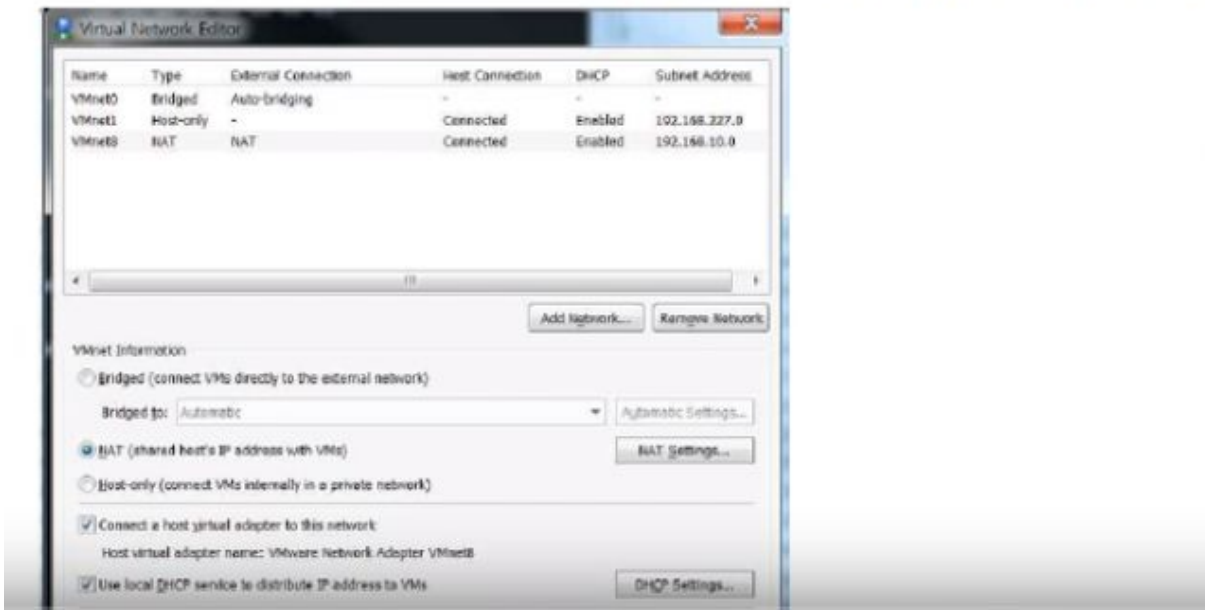 Virtual Network Editor
Name Type External Connection Host Connection DHCP Subnet Address
VMnet0 Bridged Auto-bridging - - -
VMnet1 Host-only - Connected Enabled 192.168.227.0
VMnet8 NAT NAT Connected Enabled 192.168.10.0
Add Network... Remove Network
VMnet Information
Bridged (connect VMs directly to the external network)
Bridged to: Automatic Automatic Settings...
NAT (shared host's IP address with VMs) NAT Settings...
Host-only (connect VMs internally in a private network)
Connect a host virtual adapter to this network
Host virtual adapter name: VMware Network Adapter VMnet8
Use local DHCP service to distribute IP address to VMs DHCP Settings...